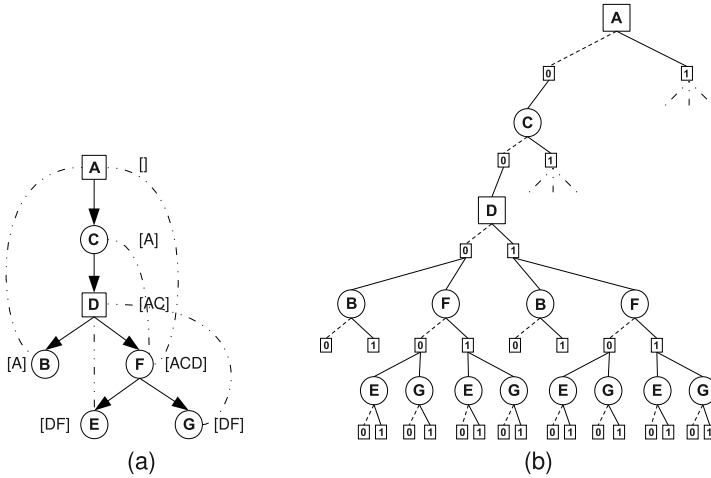 A
0 1
C
0 1
D
0 1
B F B F
0 1 0 1 0 1 0 1
E G E G E G E G
0 1 0 1 0 1 0 1 0 1 0 1 0 1 0 1
(b)
A []
C [A]
D [AC]
[A] B F [ACD]
[DF] E G [DF]
(a)